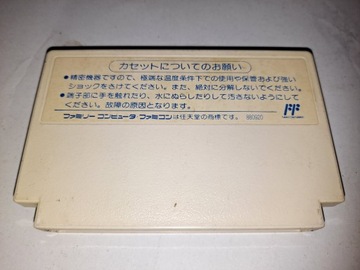 カセットについてのお願い
●精密機器ですので、極端な温度条件下での使用や保管および強い
ショックをさけてください。また、絶対に分解しないでください。
●端子部に手を触れたり、水にぬらしたりして汚さないようにして
ください。故障の原因となります。
ファミリーコンピュータ・ファミコンは任天堂の商標です。